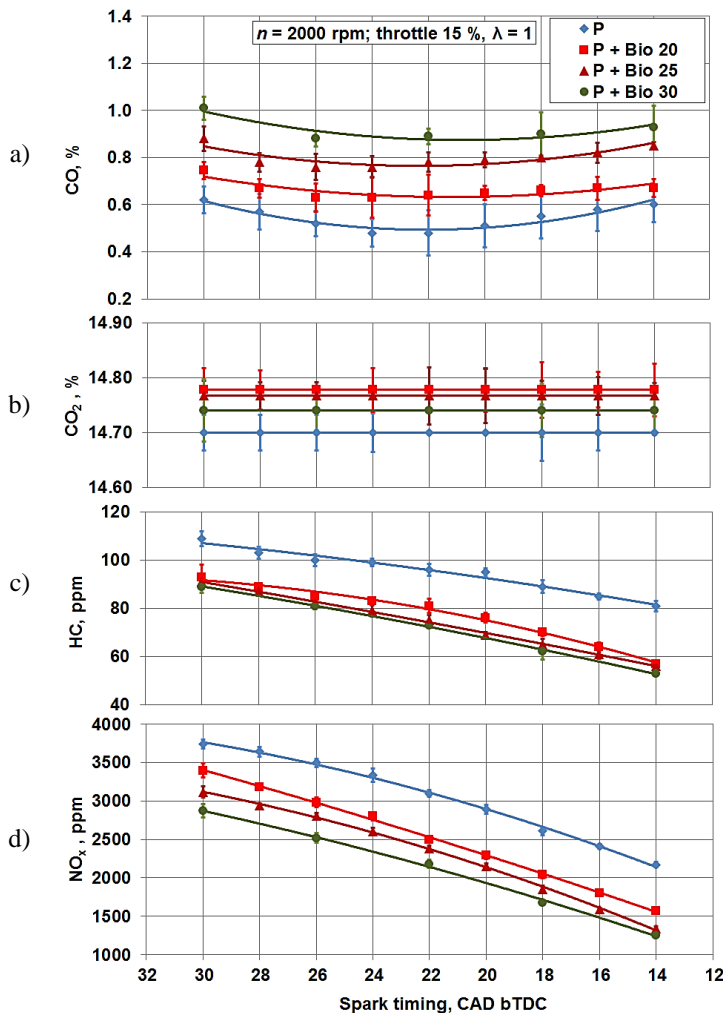 n = 2000 rpm; throttle 15 %, λ = 1
P
P + Bio 20
P + Bio 25
P + Bio 30
a)
CO, %
1.4
1.2
1.0
0.8
0.6
0.4
0.2
b)
CO2 , %
14.90
14.80
14.70
14.60
c)
HC, ppm
120
100
80
60
40
d)
NOx , ppm
4000
3500
3000
2500
2000
1500
1000
32 30 28 26 24 22 20 18 16 14 12
Spark timing, CAD bTDC